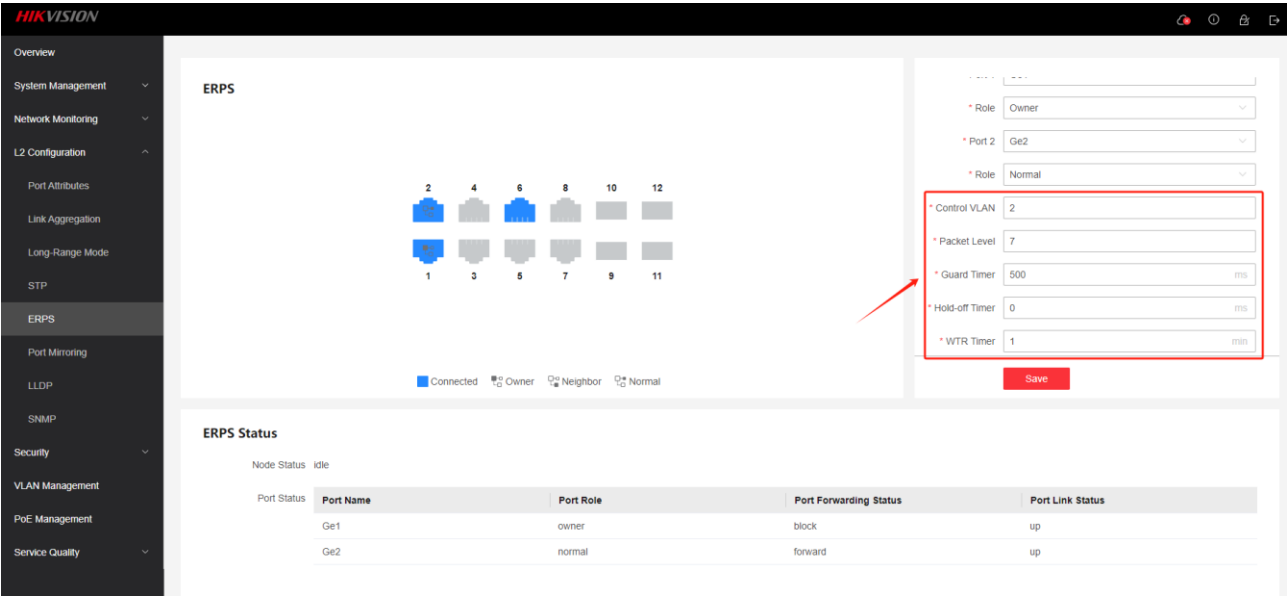 HIKVISION
Overview
System Management
Network Monitoring
L2 Configuration
Port Attributes
Link Aggregation
Long-Range Mode
STP
ERPS
Port Mirroring
LLDP
SNMP
Security
VLAN Management
PoE Management
Service Quality
ERPS
2 4 6 8 10 12
1 3 5 7 9 11
Connected Owner Neighbor Normal
* Role Owner
* Port 2 Ge2
* Role Normal
* Control VLAN 2
* Packet Level 7
* Guard Timer 500 ms
* Hold-off Timer 0 ms
* WTR Timer 1 min
Save
ERPS Status
Node Status idle
Port Status Port Name Port Role Port Forwarding Status Port Link Status
Ge1 owner block up
Ge2 normal forward up